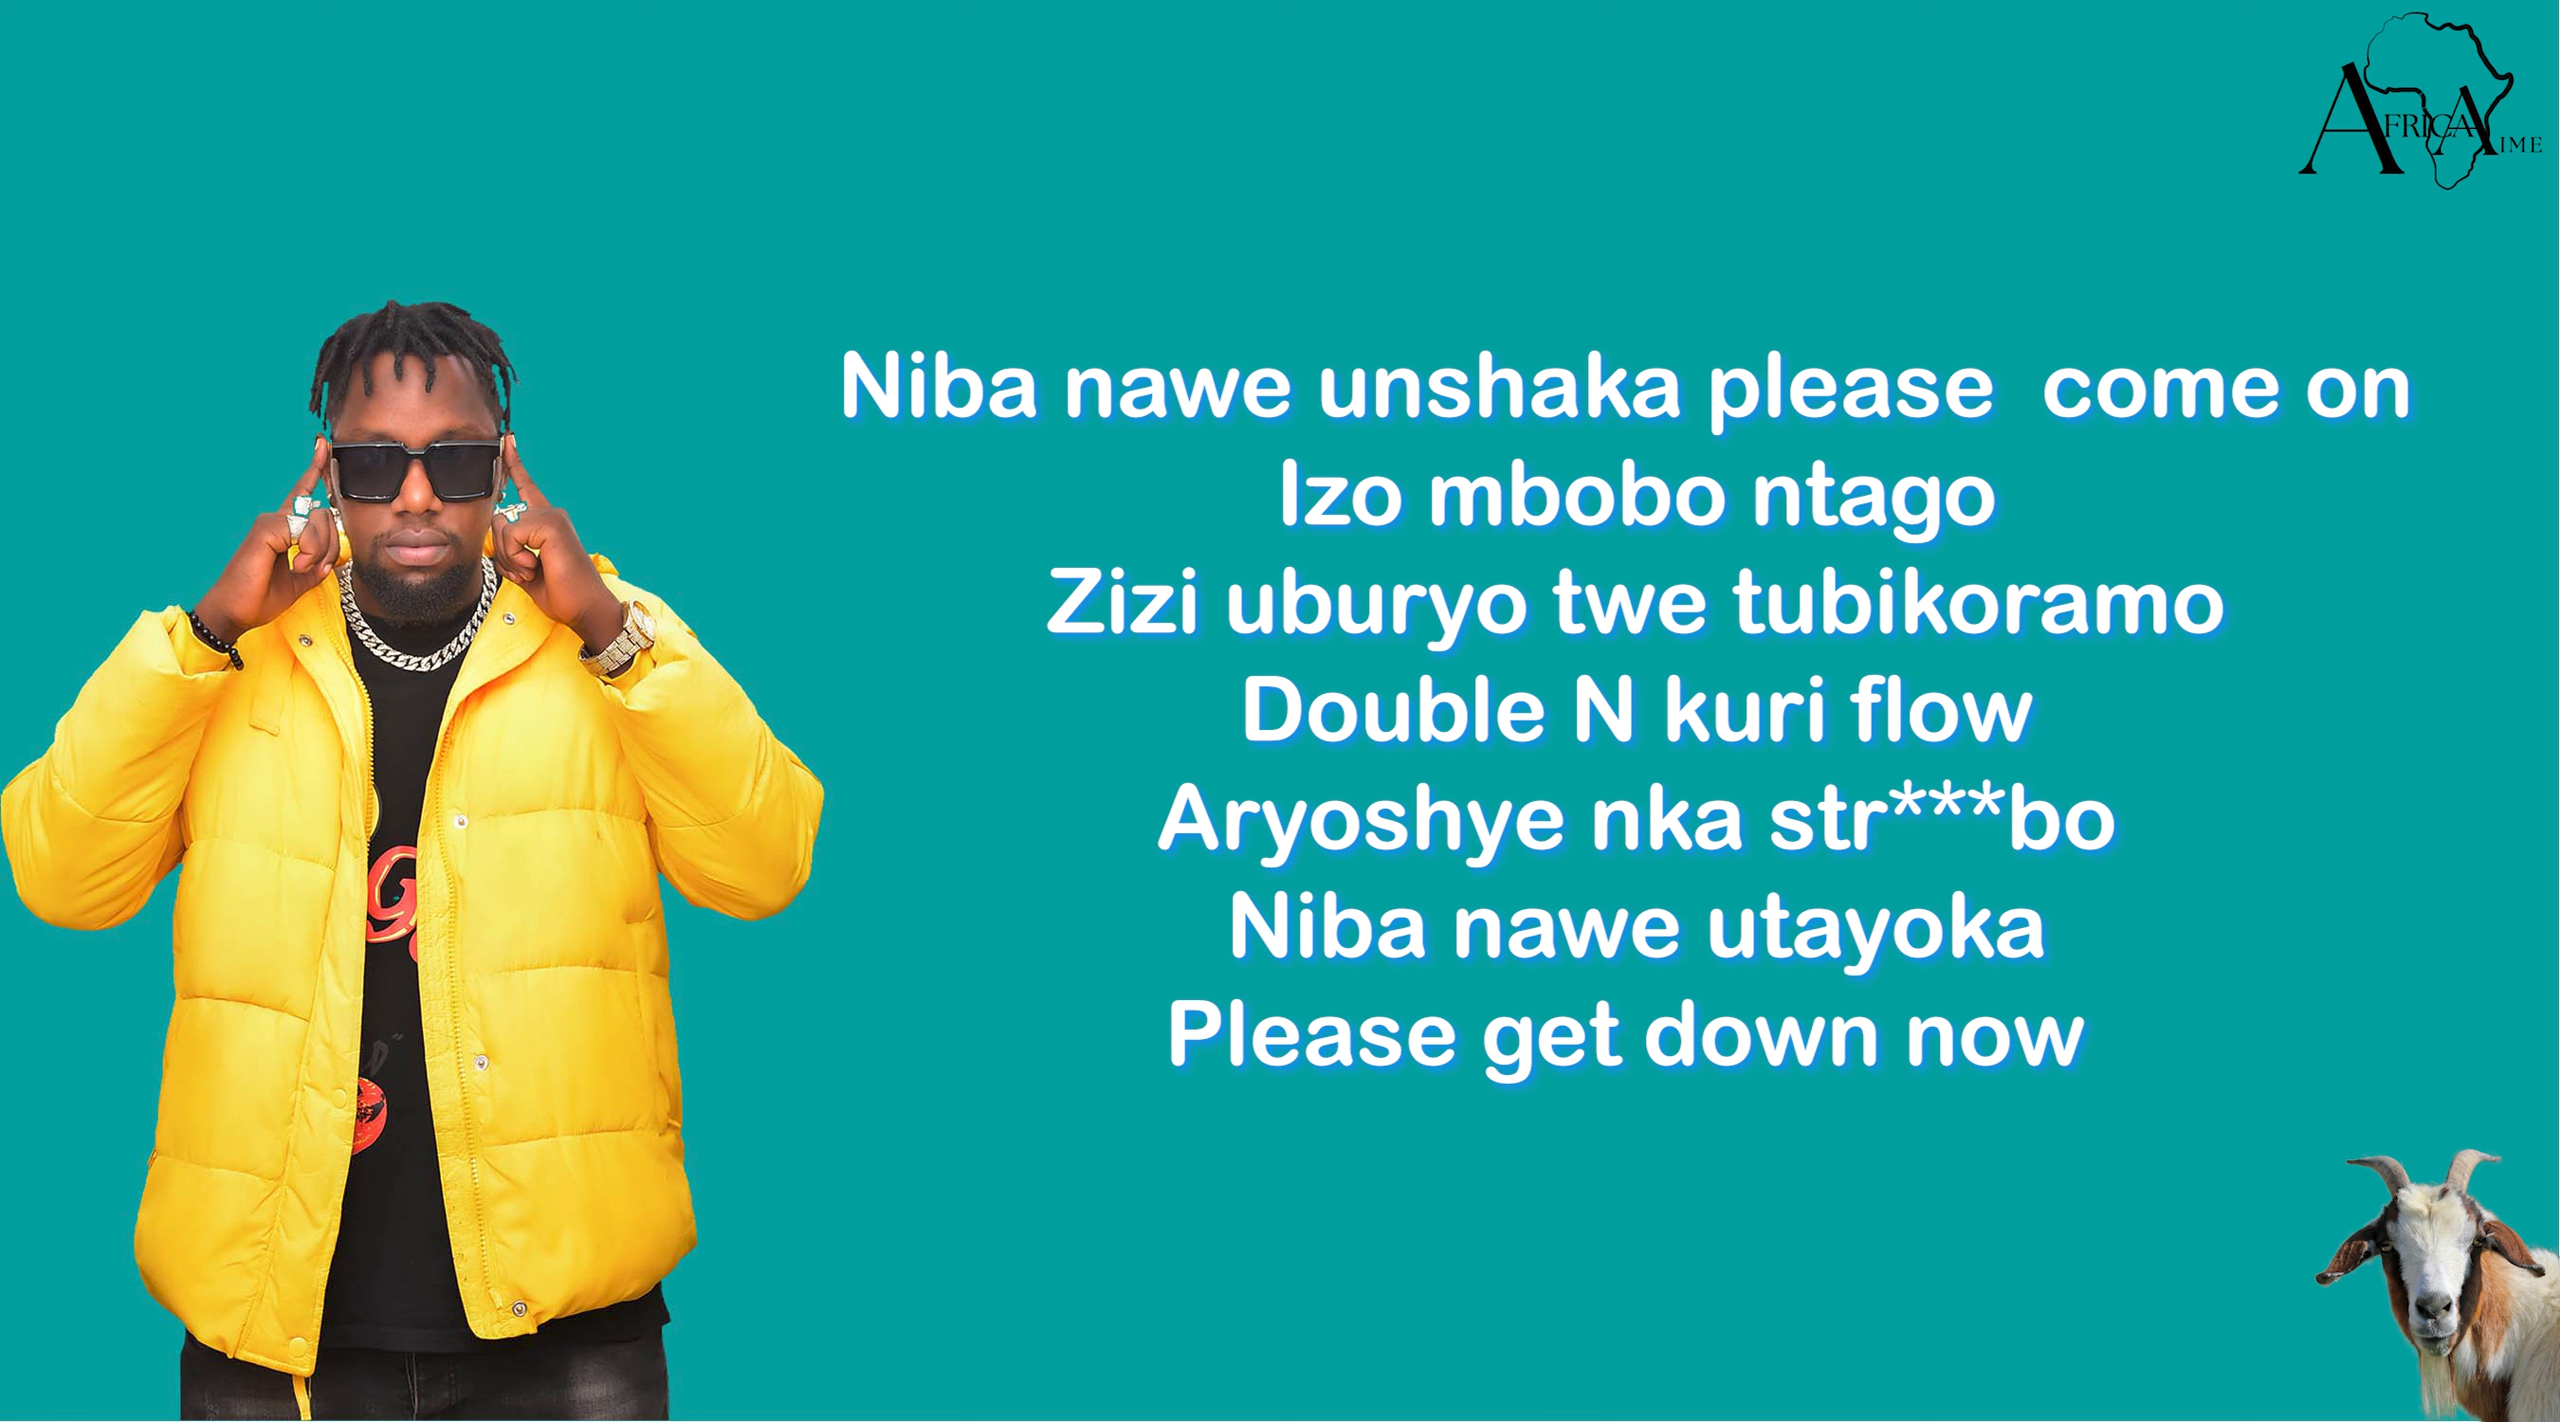 AFRICA AIME
Niba nawe unshaka please  come on
Izo mbobo ntago
Zizi uburyo twe tubikoramo
Double N kuri flow
Aryoshye nka str***bo
Niba nawe utayoka
Please get down now